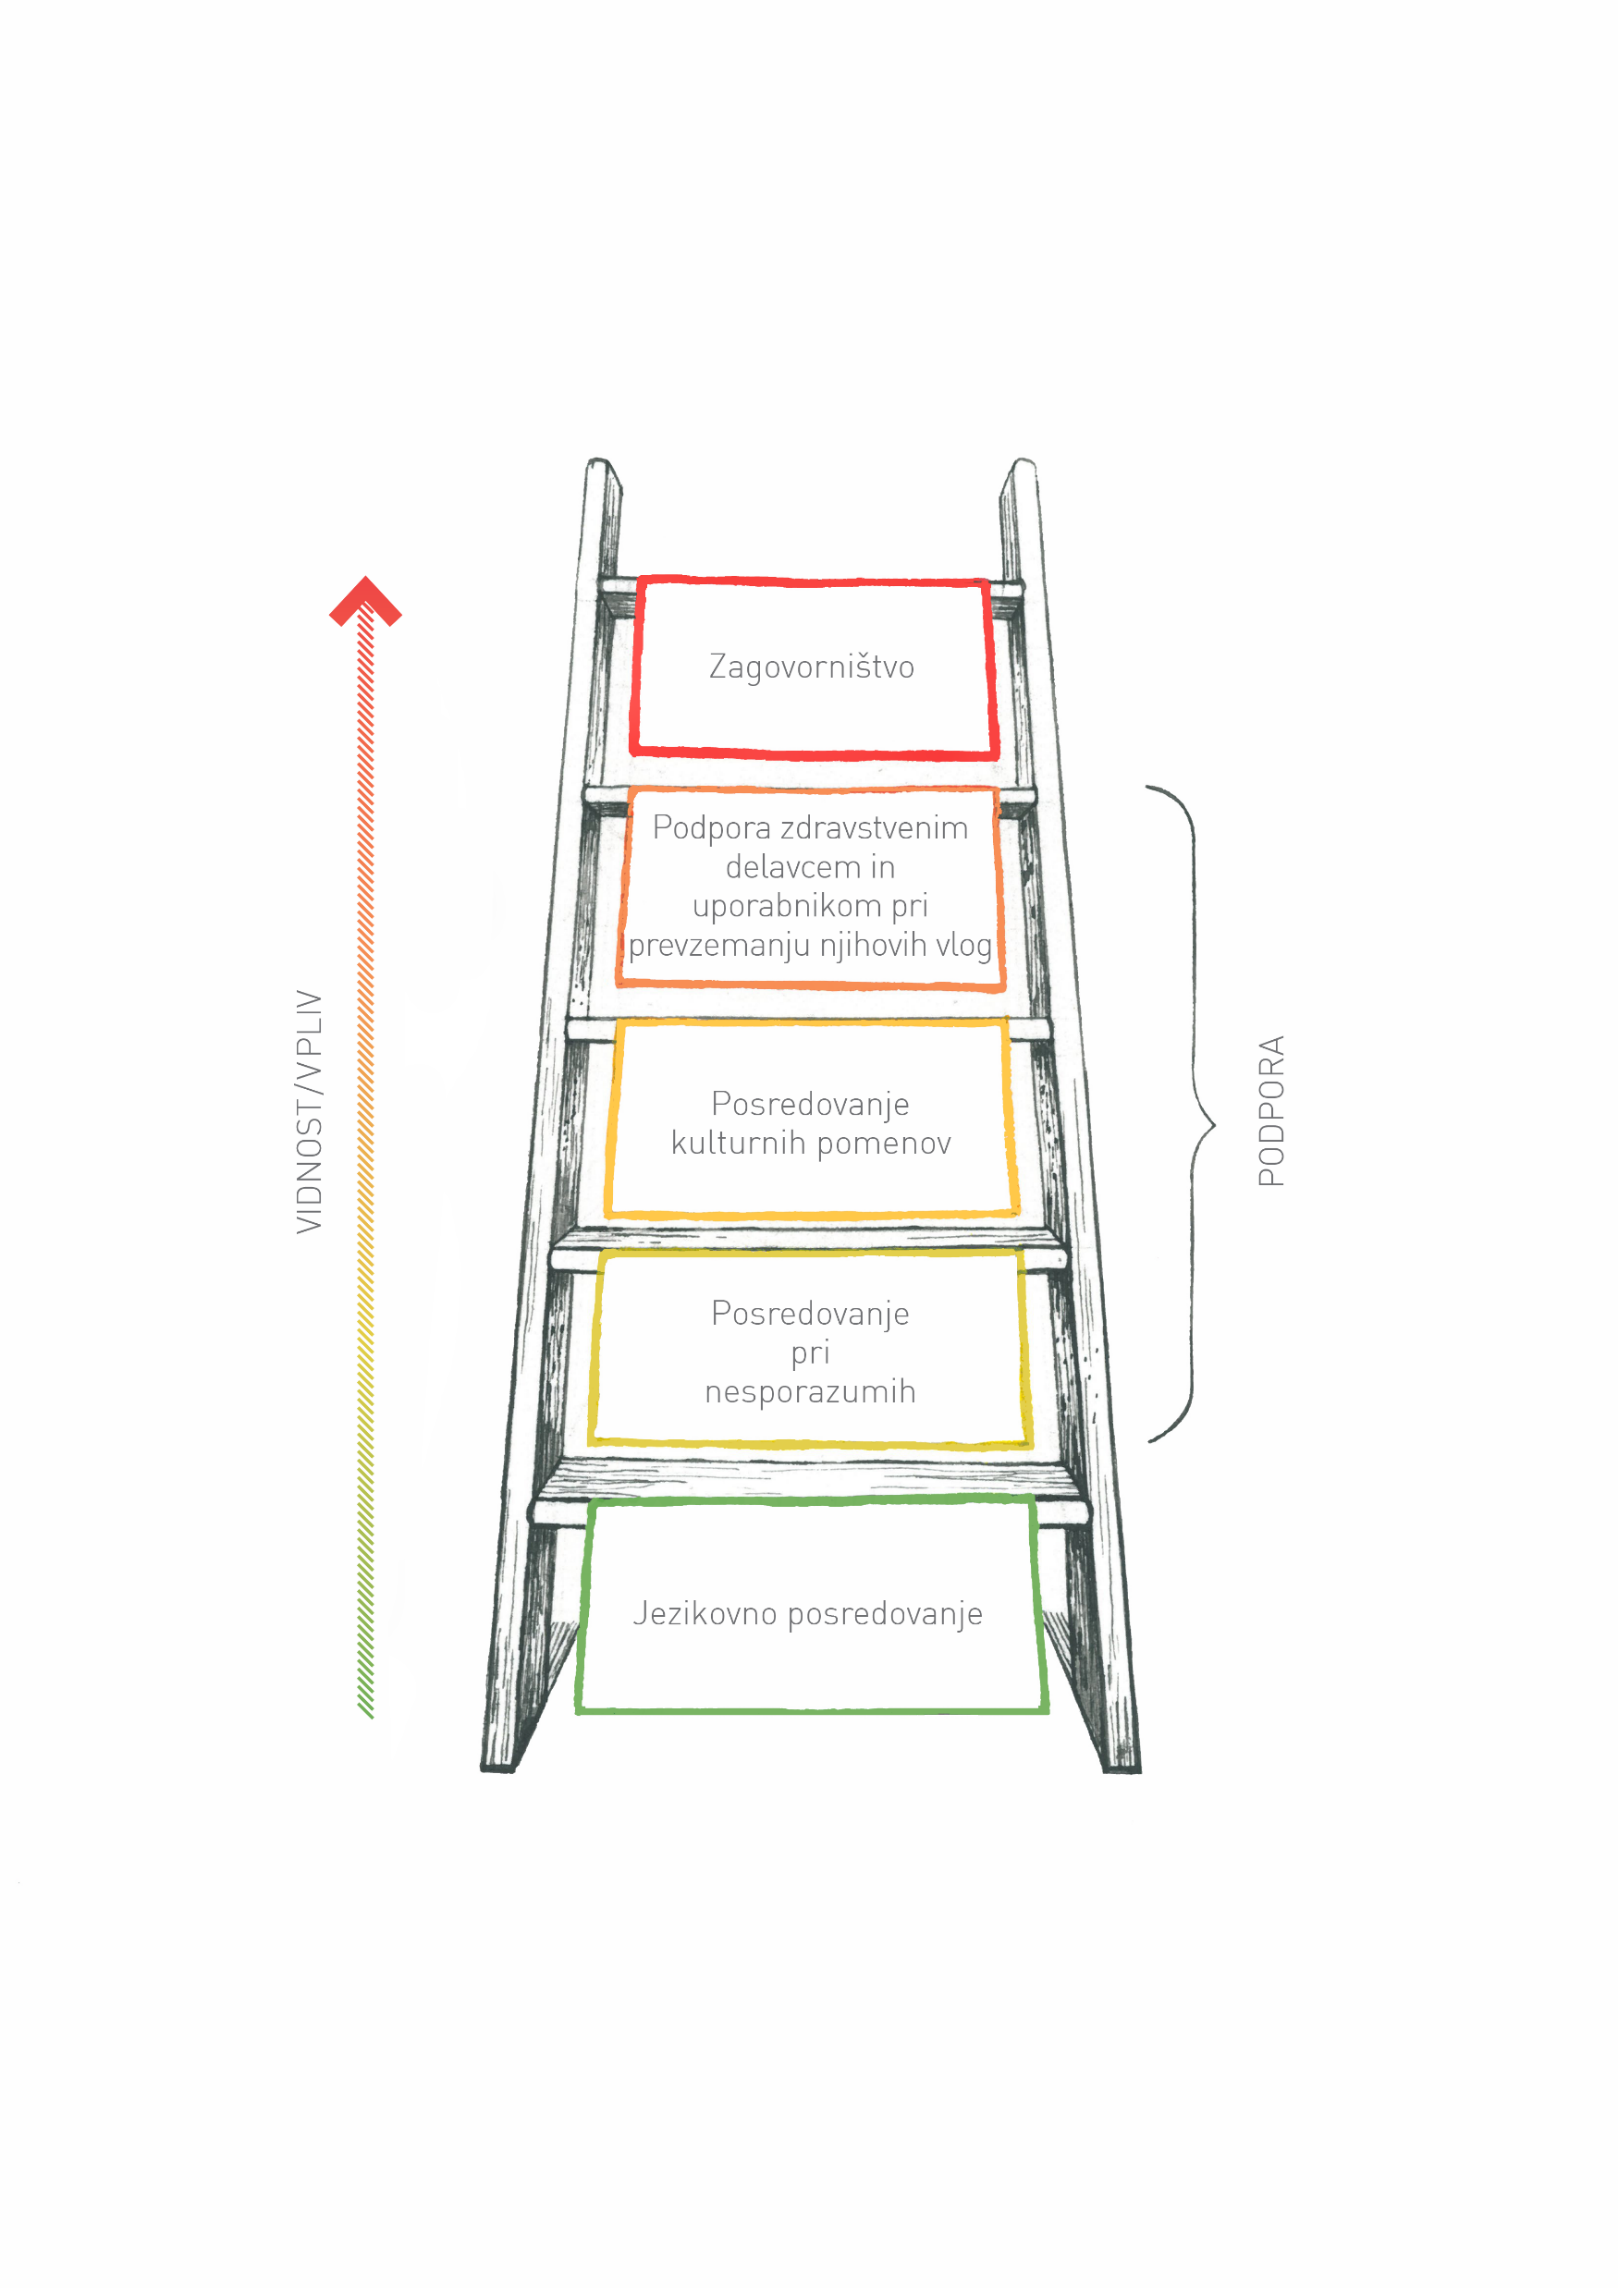 Zagovorništvo
Podpora zdravstvenim
delavcem in
uporabnikom pri
prevzemanju njihovih vlog
Posredovanje
kulturnih pomenov
Posredovanje
pri
nesporazumih
Jezikovno posredovanje
VIDNOST/VPLIV
PODPORA